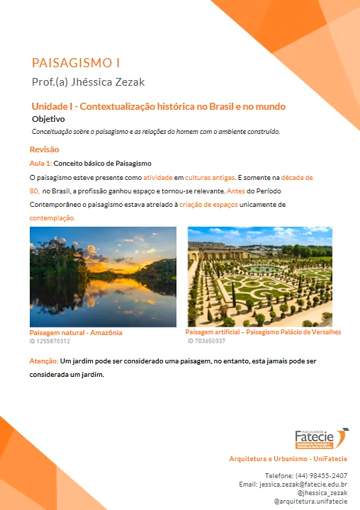 PAISAGISMO I
Prof.(a) Jhéssica Zezak
Unidade I - Contextualização histórica no Brasil e no mundo
Objetivo
Conceituação sobre o paisagismo e as relações do homem com o ambiente construído.
Revisão
Aula 1: Conceito básico de Paisagismo
O paisagismo esteve presente como atividade em culturas antigas. E somente na década de
80, no Brasil, a profissão ganhou espaço e tornou-se relevante. Antes do Período
Contemporâneo o paisagismo estava atrelado à criação de espaços unicamente de
contemplação.
Paisagem natural - Amazônia
ID 1255870312
Paisagem artificial – Paisagismo Palácio de Versalhes
ID 703650337
Atenção: Um jardim pode ser considerado uma paisagem, no entanto, esta jamais pode ser
considerada um jardim.
Fatecie
Arquitetura e Urbanismo - UniFatecie
Telefone: (44) 98455-2407
Email: jessica.zezak@fatecie.edu.br
@jhessica_zezak
@arquitetura.unifatecie